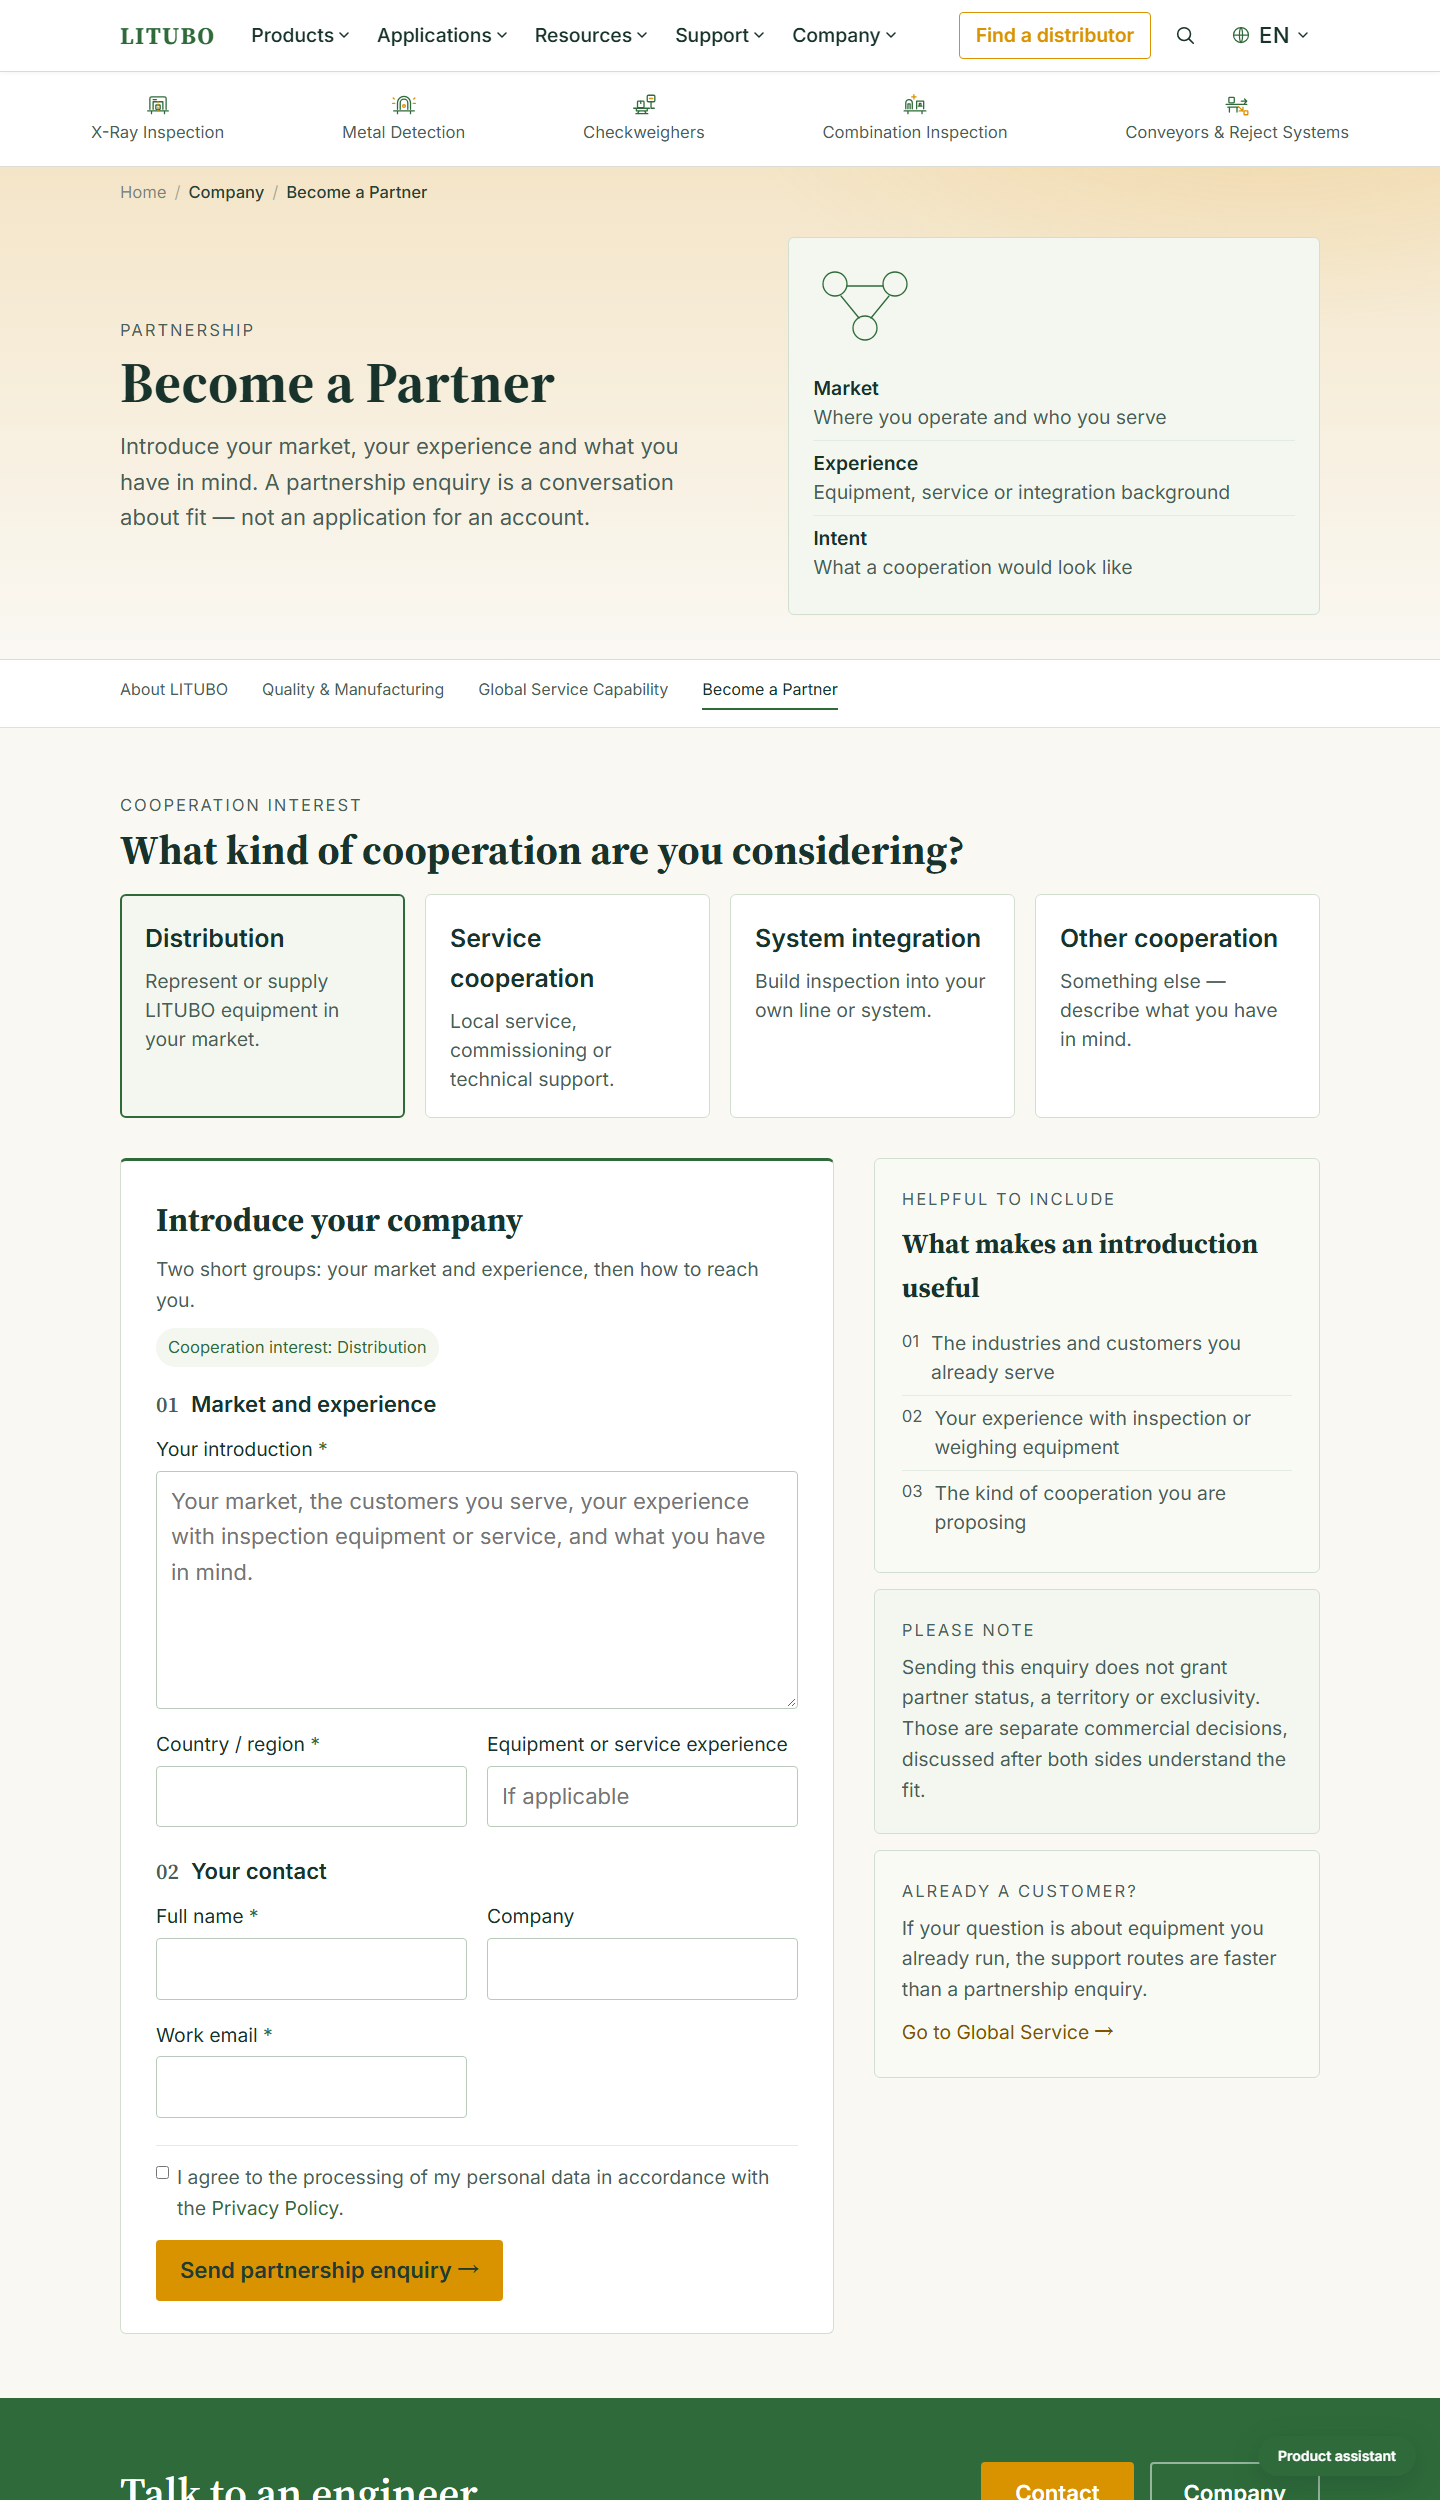 LITUBO
Products
Applications
Resources
Support
Company
Find a distributor
EN
X-Ray Inspection
Metal Detection
Checkweighers
Combination Inspection
Conveyors & Reject Systems
Home / Company / Become a Partner
PARTNERSHIP
Become a Partner
Introduce your market, your experience and what you
have in mind. A partnership enquiry is a conversation
about fit — not an application for an account.
Market
Where you operate and who you serve
Experience
Equipment, service or integration background
Intent
What a cooperation would look like
About LITUBO
Quality & Manufacturing
Global Service Capability
Become a Partner
COOPERATION INTEREST
What kind of cooperation are you considering?
Distribution
Represent or supply
LITUBO equipment in
your market.
Service
cooperation
Local service,
commissioning or
technical support.
System integration
Build inspection into your
own line or system.
Other cooperation
Something else —
describe what you have
in mind.
Introduce your company
Two short groups: your market and experience, then how to reach
you.
Cooperation interest: Distribution
01 Market and experience
Your introduction *
Your market, the customers you serve, your experience
with inspection equipment or service, and what you have
in mind.
Country / region *
Equipment or service experience
If applicable
02 Your contact
Full name *
Company
Work email *
I agree to the processing of my personal data in accordance with
the Privacy Policy.
Send partnership enquiry →
HELPFUL TO INCLUDE
What makes an introduction
useful
01 The industries and customers you
already serve
02 Your experience with inspection or
weighing equipment
03 The kind of cooperation you are
proposing
PLEASE NOTE
Sending this enquiry does not grant
partner status, a territory or exclusivity.
Those are separate commercial decisions,
discussed after both sides understand the
fit.
ALREADY A CUSTOMER?
If your question is about equipment you
already run, the support routes are faster
than a partnership enquiry.
Go to Global Service →
Talk to an engineer
Contact
Company
Product assistant